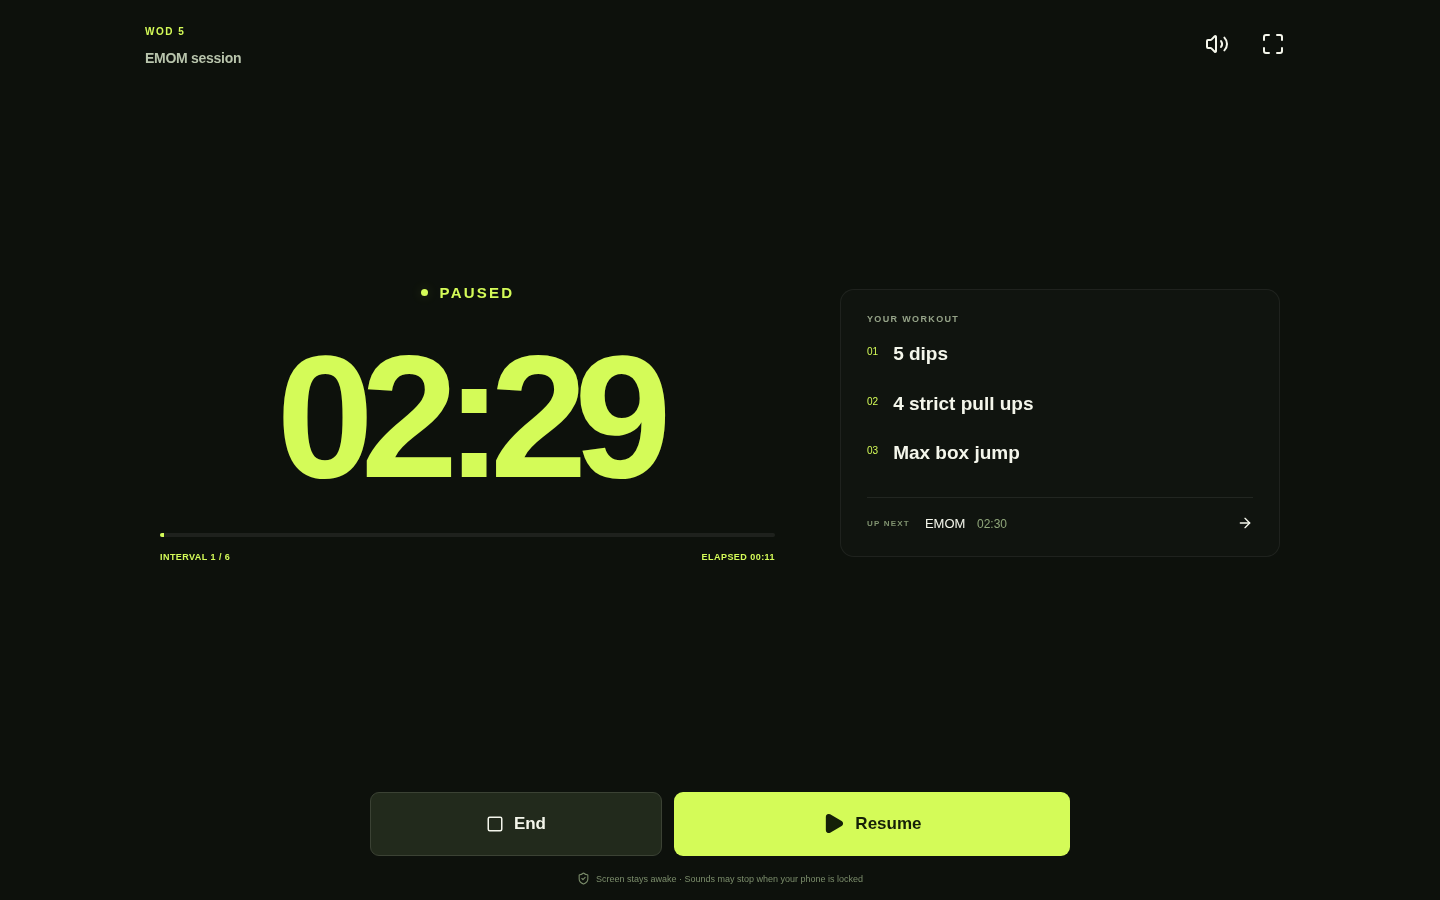 WOD 5
EMOM session
PAUSED
02:29
INTERVAL 1 / 6
ELAPSED 00:11
YOUR WORKOUT
01 5 dips
02 4 strict pull ups
03 Max box jump
UP NEXT EMOM 02:30
End
Resume
Screen stays awake · Sounds may stop when your phone is locked